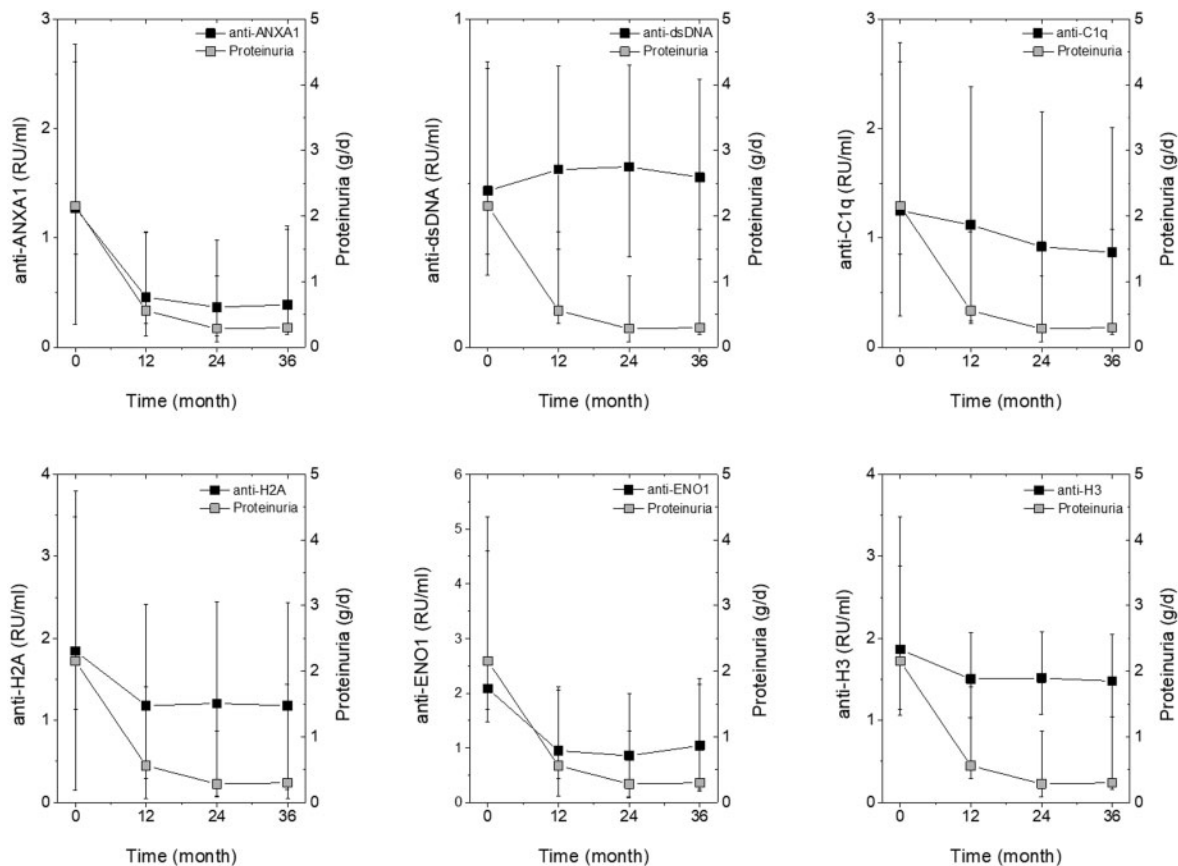 anti-ANXA1
Proteinuria
3
2
1
0
5
4
3
2
1
0
anti-ANXA1 (RU/ml)
Proteinuria (g/d)
0 12 24 36
Time (month)
anti-dsDNA
Proteinuria
1
0
5
4
3
2
1
0
anti-dsDNA (RU/ml)
Proteinuria (g/d)
0 12 24 36
Time (month)
anti-C1q
Proteinuria
3
2
1
0
5
4
3
2
1
0
anti-C1q (RU/ml)
Proteinuria (g/d)
0 12 24 36
Time (month)
anti-H2A
Proteinuria
4
3
2
1
0
5
4
3
2
1
0
anti-H2A (RU/ml)
Proteinuria (g/d)
0 12 24 36
Time (month)
anti-ENO1
Proteinuria
6
5
4
3
2
1
0
5
4
3
2
1
0
anti-ENO1 (RU/ml)
Proteinuria (g/d)
0 12 24 36
Time (month)
anti-H3
Proteinuria
4
3
2
1
0
5
4
3
2
1
0
anti-H3 (RU/ml)
Proteinuria (g/d)
0 12 24 36
Time (month)